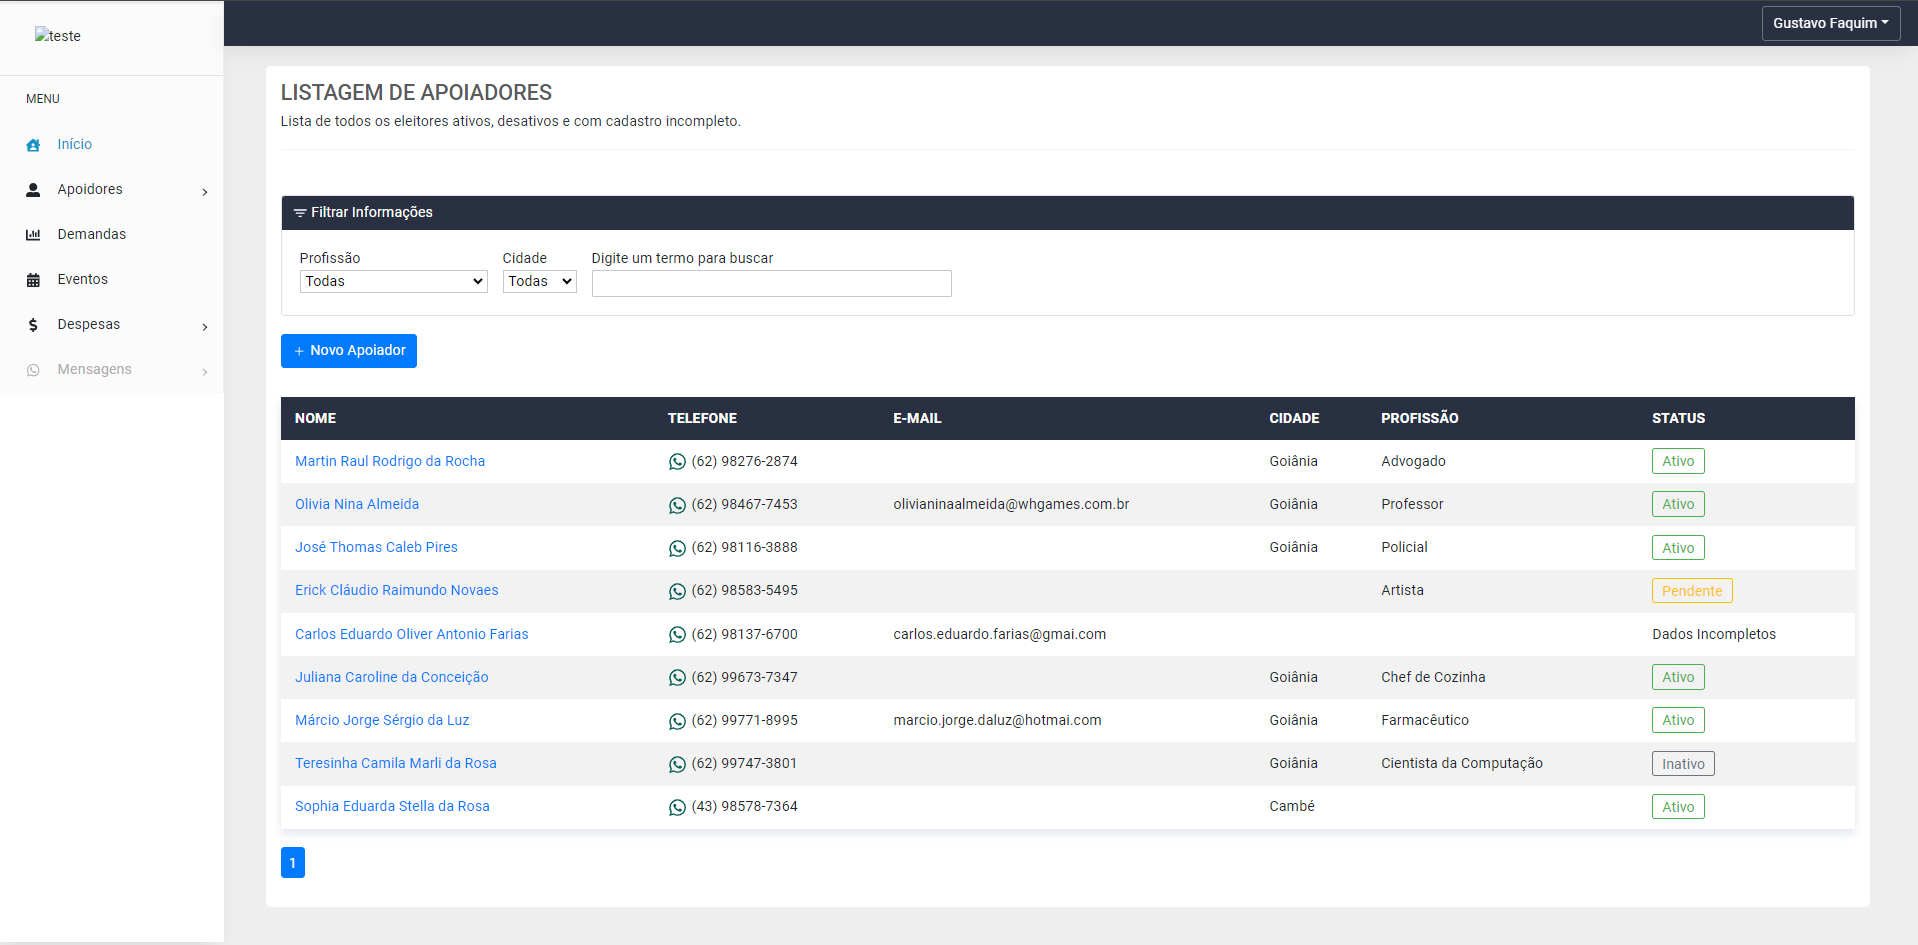 teste
Gustavo Faquim
MENU
Início
Apoidores
Demandas
Eventos
Despesas
Mensagens
LISTAGEM DE APOIADORES
Lista de todos os eleitores ativos, desativos e com cadastro incompleto.
Filtrar Informações
Profissão Cidade Digite um termo para buscar
Todas Todas
+ Novo Apoiador
NOME TELEFONE E-MAIL CIDADE PROFISSÃO STATUS
Martin Raul Rodrigo da Rocha (62) 98276-2874 Goiânia Advogado Ativo
Olivia Nina Almeida (62) 98467-7453 olivianinaalmeida@whgames.com.br Goiânia Professor Ativo
José Thomas Caleb Pires (62) 98116-3888 Goiânia Policial Ativo
Erick Cláudio Raimundo Novaes (62) 98583-5495 Artista Pendente
Carlos Eduardo Oliver Antonio Farias (62) 98137-6700 carlos.eduardo.farias@gmai.com Dados Incompletos
Juliana Caroline da Conceição (62) 99673-7347 Goiânia Chef de Cozinha Ativo
Márcio Jorge Sérgio da Luz (62) 99771-8995 marcio.jorge.daluz@hotmai.com Goiânia Farmacêutico Ativo
Teresinha Camila Marli da Rosa (62) 99747-3801 Goiânia Cientista da Computação Inativo
Sophia Eduarda Stella da Rosa (43) 98578-7364 Cambé Ativo
1